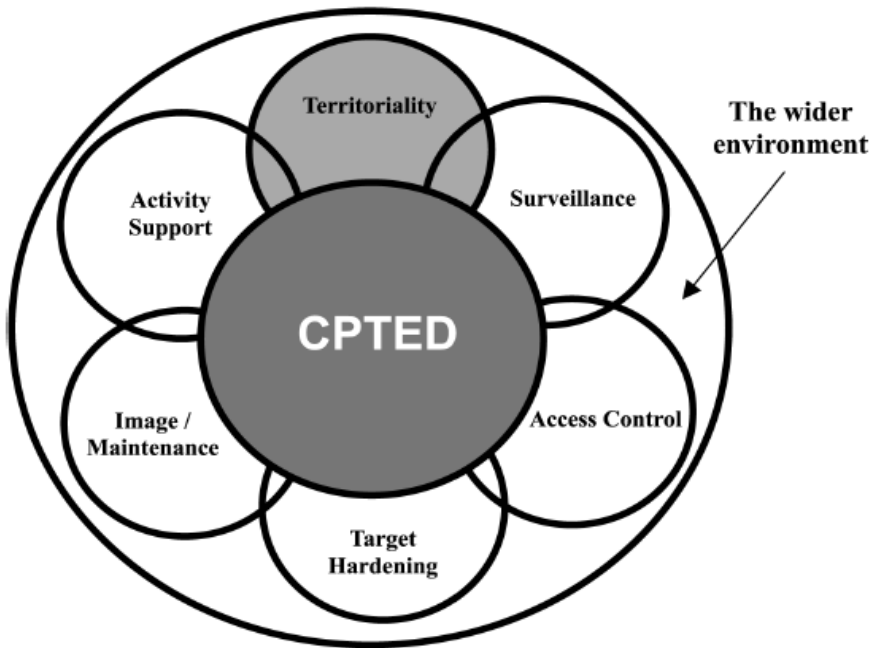 Territoriality
The wider
environment
Activity
Support
Surveillance
CPTED
Image /
Maintenance
Access Control
Target
Hardening